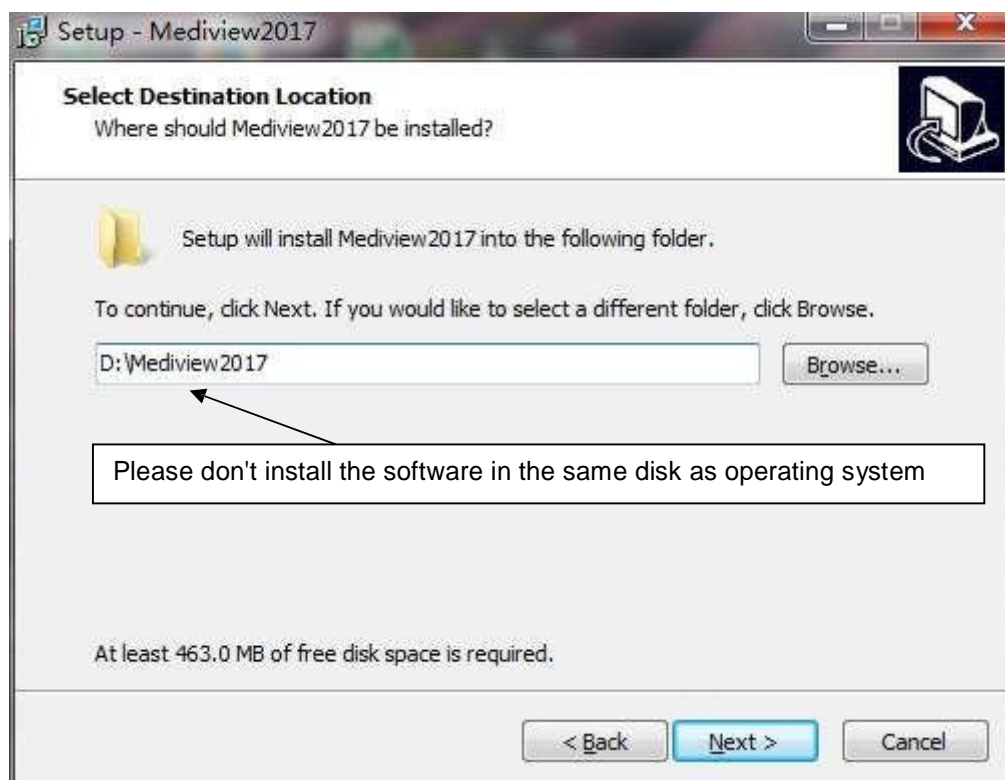 Setup - Mediview2017
Select Destination Location
Where should Mediview2017 be installed?
Setup will install Mediview2017 into the following folder.
To continue, click Next. If you would like to select a different folder, click Browse.
D:\Mediview2017
Browse...
Please don't install the software in the same disk as operating system
At least 463.0 MB of free disk space is required.
< Back
Next >
Cancel